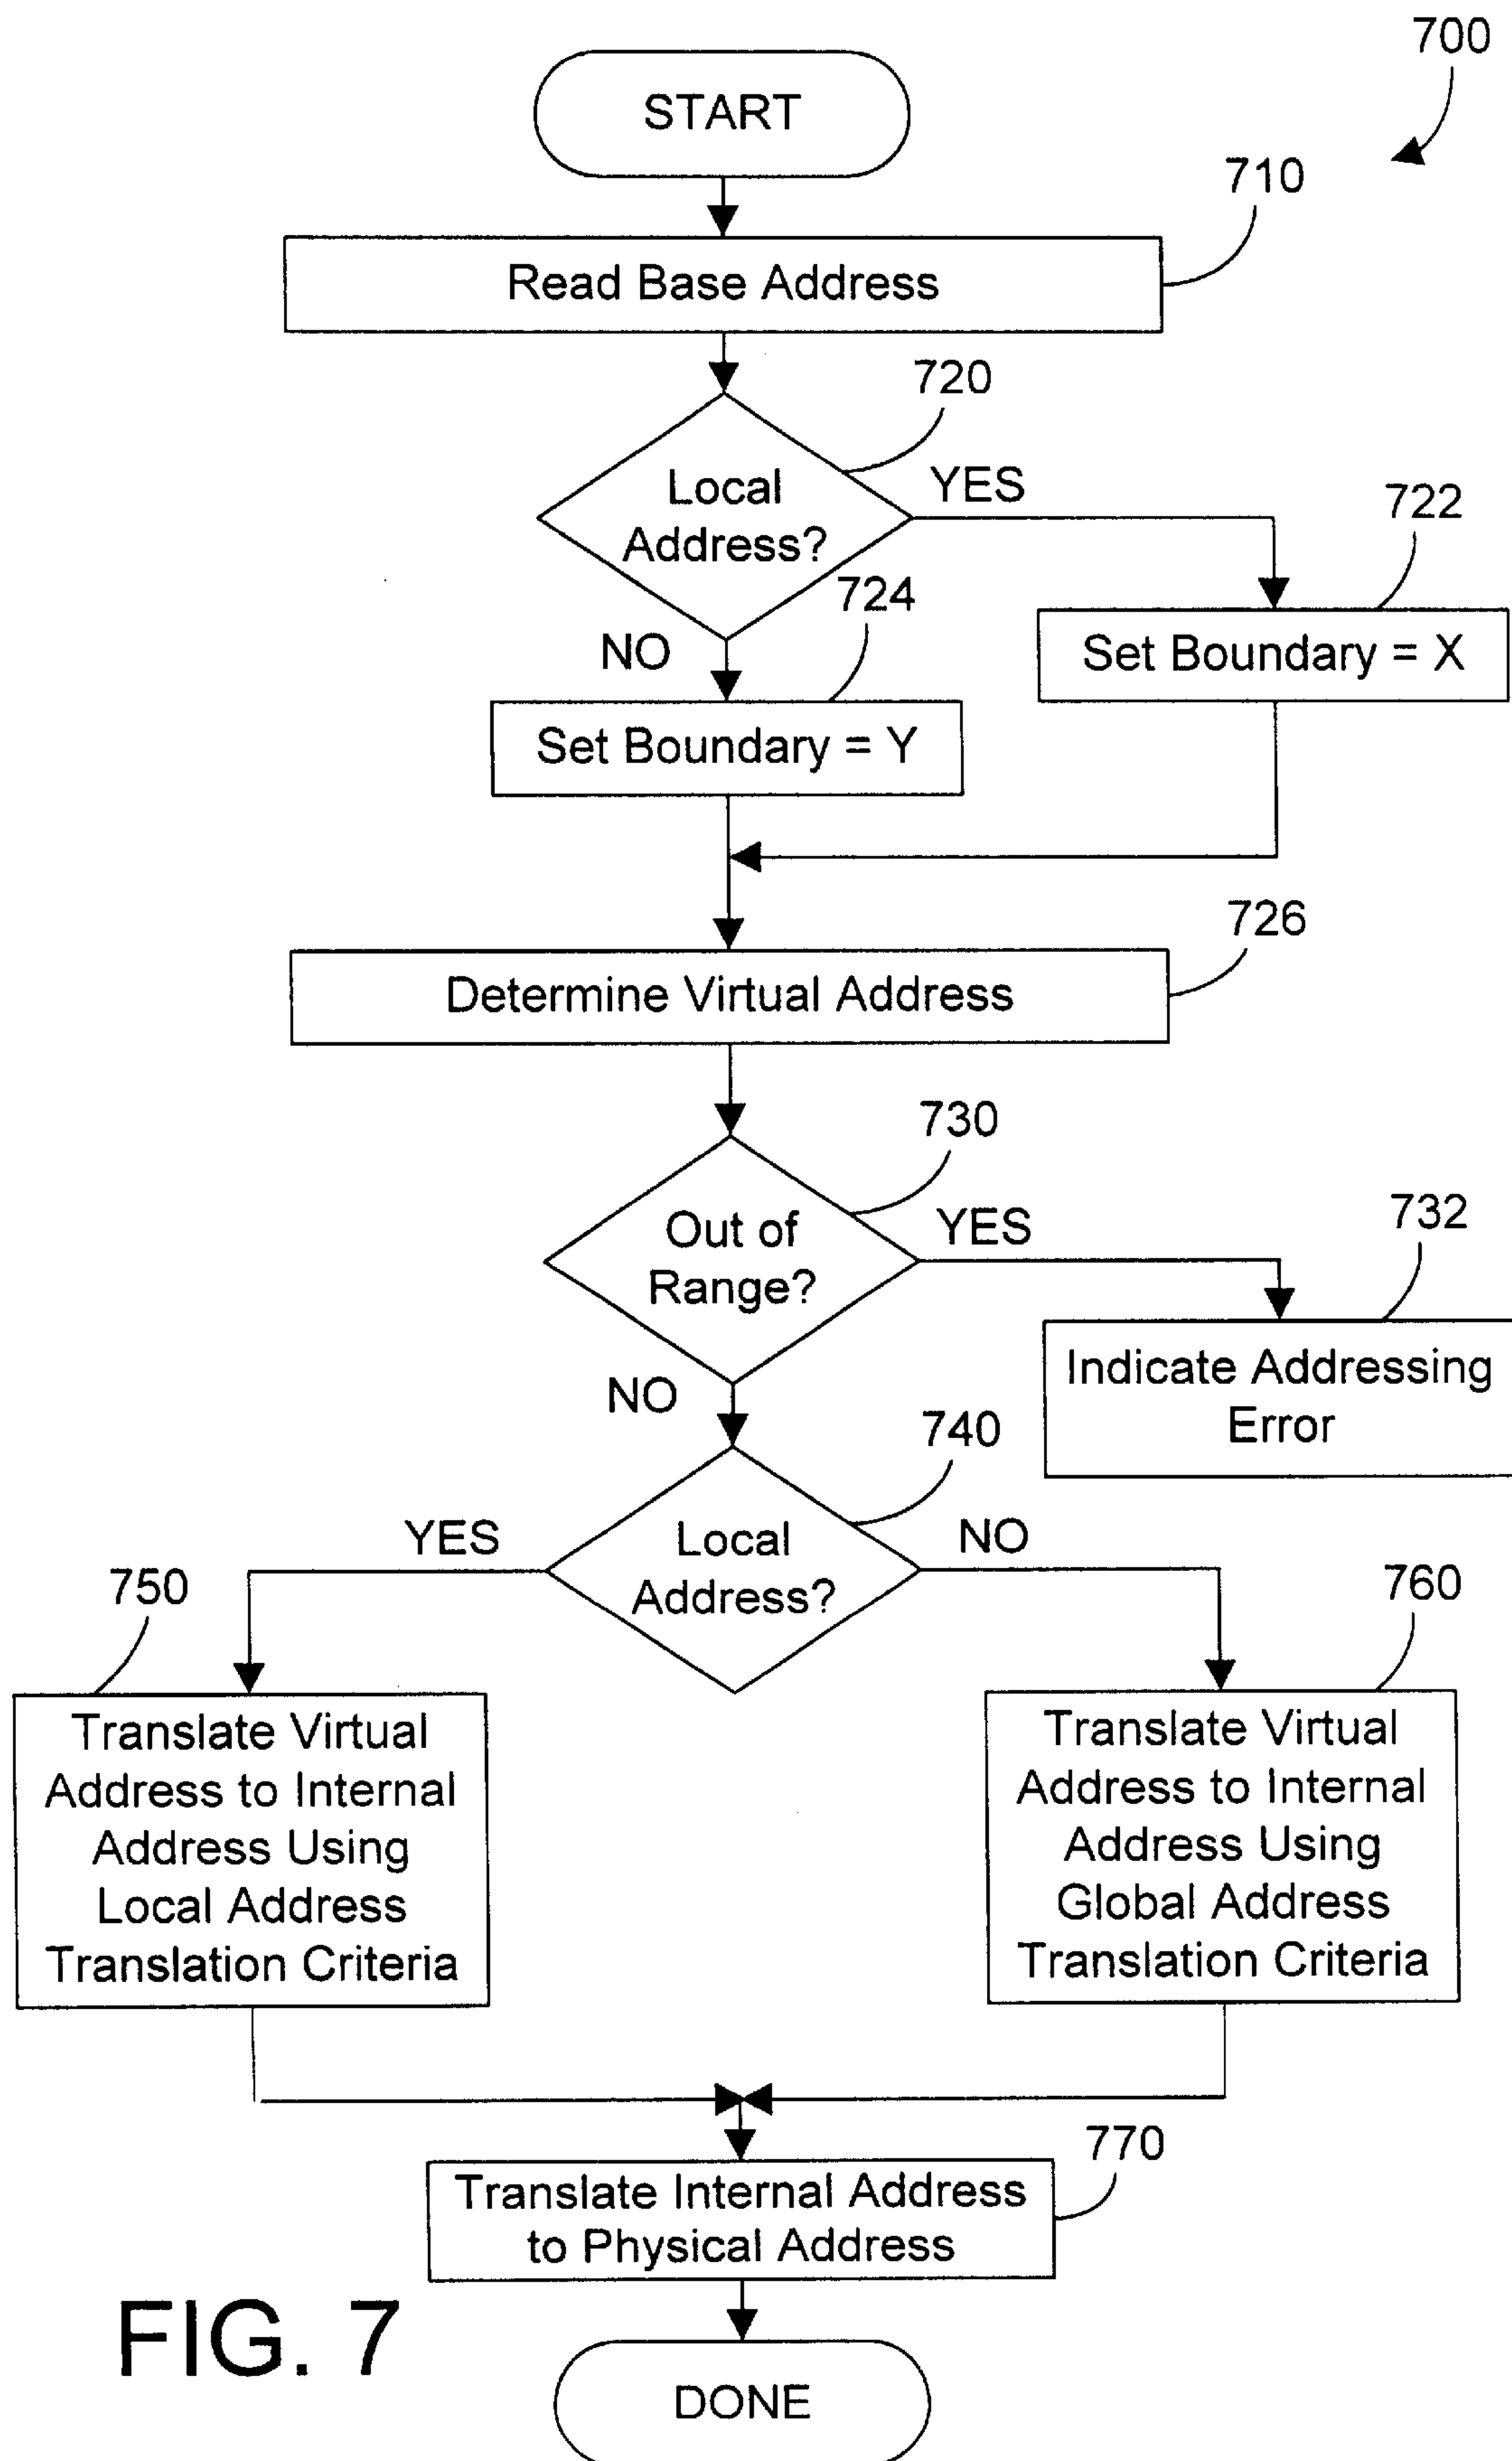 700
START
710
Read Base Address
720
Local
Address?
YES
722
724
NO
Set Boundary = X
Set Boundary = Y
726
Determine Virtual Address
730
Out of
Range?
YES
732
NO
Indicate Addressing
Error
740
Local
Address?
YES
NO
750
760
Translate Virtual
Address to Internal
Address Using
Local Address
Translation Criteria
Translate Virtual
Address to Internal
Address Using
Global Address
Translation Criteria
770
Translate Internal Address
to Physical Address
FIG. 7
DONE